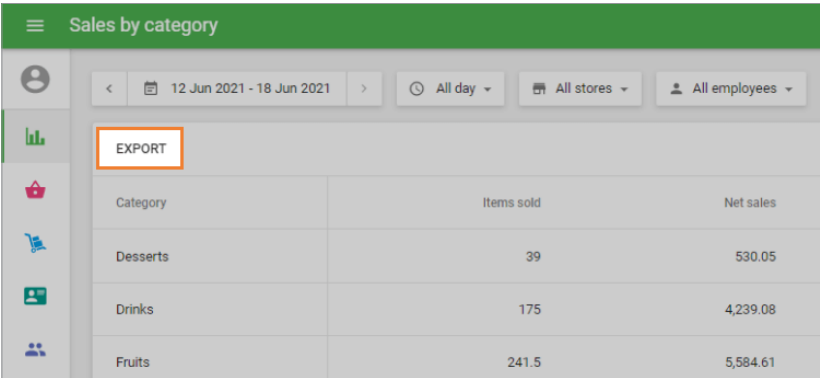 Sales by category
12 Jun 2021 - 18 Jun 2021 All day All stores All employees
EXPORT
Category Items sold Net sales
Desserts 39 530.05
Drinks 175 4,239.08
Fruits 241.5 5,584.61